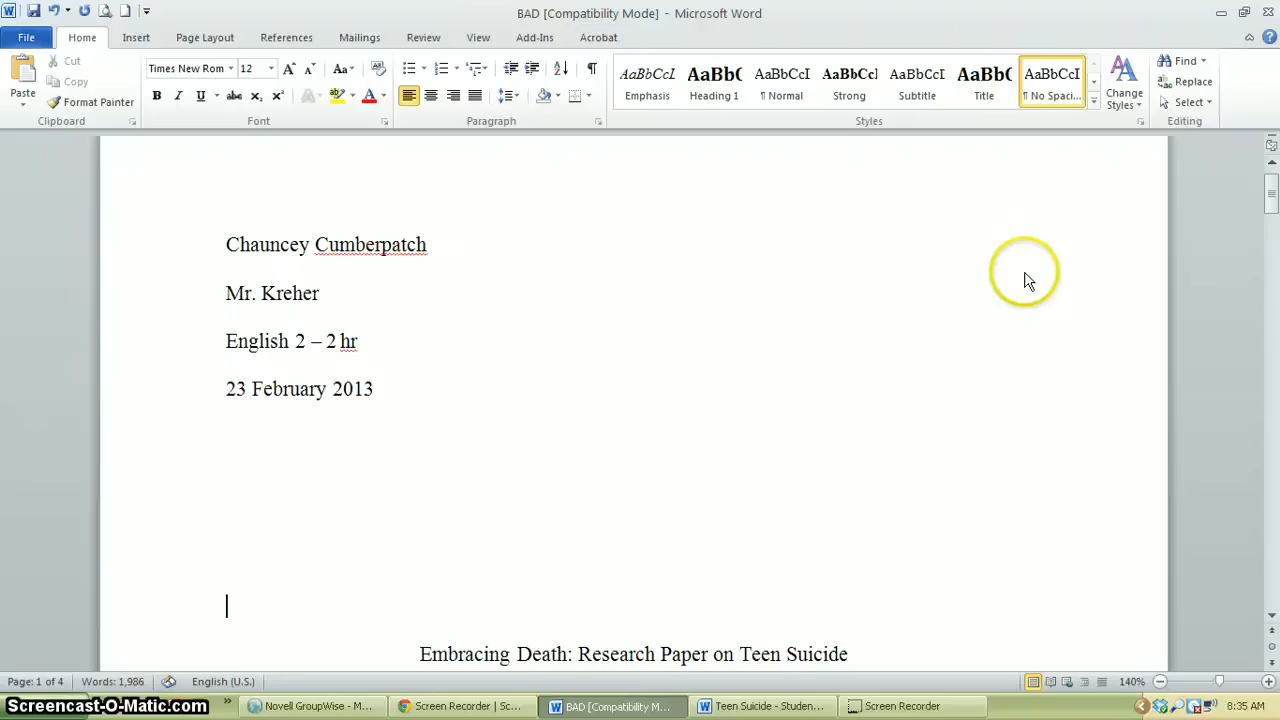 BAD [Compatibility Mode] - Microsoft Word
File Home Insert Page Layout References Mailings Review View Add-Ins Acrobat
Paste
Cut
Copy
Format Painter
Clipboard
Times New Rom 12
Font
Paragraph
AaBbCcI AaBbC AaBbCcI AaBbCcI AaBbCcI AaBbC AaBbCcI
Emphasis Heading 1 ¶ Normal Strong Subtitle Title ¶ No Spaci...
Change Styles
Styles
Find
Replace
Select
Editing
Chauncey Cumberpatch
Mr. Kreher
English 2 – 2 hr
23 February 2013
Embracing Death: Research Paper on Teen Suicide
Page: 1 of 4 Words: 1,986 English (U.S.) 140%
Screencast-O-Matic.com Novell GroupWise - M... Screen Recorder | Sc... BAD [Compatibility M... Teen Suicide - Studen... Screen Recorder 8:35 AM